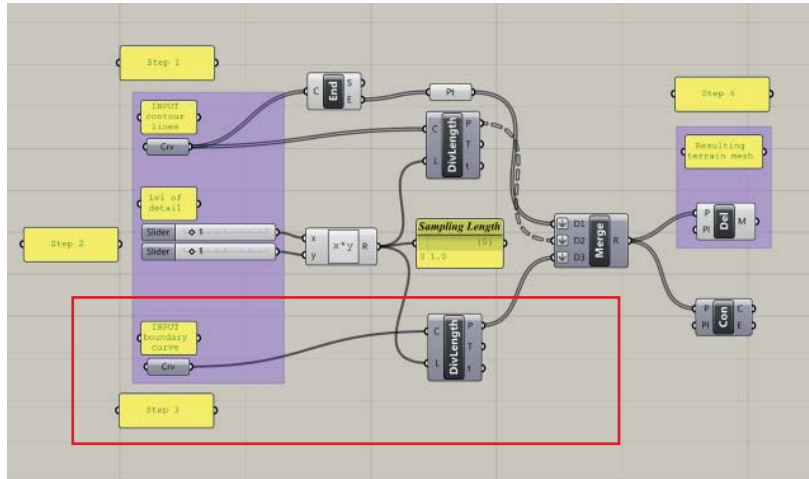 Step 1
INPUT
contour
lines
Crv
C
End
S
E
Pt
C
L
DivLength
P
T
t
Lvl of
detail
Slider
1
Slider
1
Step 2
x
y
x*y
R
Sampling Length
{0}
0 1.0
D1
D2
D3
Merge
R
Step 4
Resulting
terrain mesh
P
Pl
Del
M
P
Pl
Con
C
E
INPUT
boundary
curve
Crv
C
L
DivLength
P
T
t
Step 3